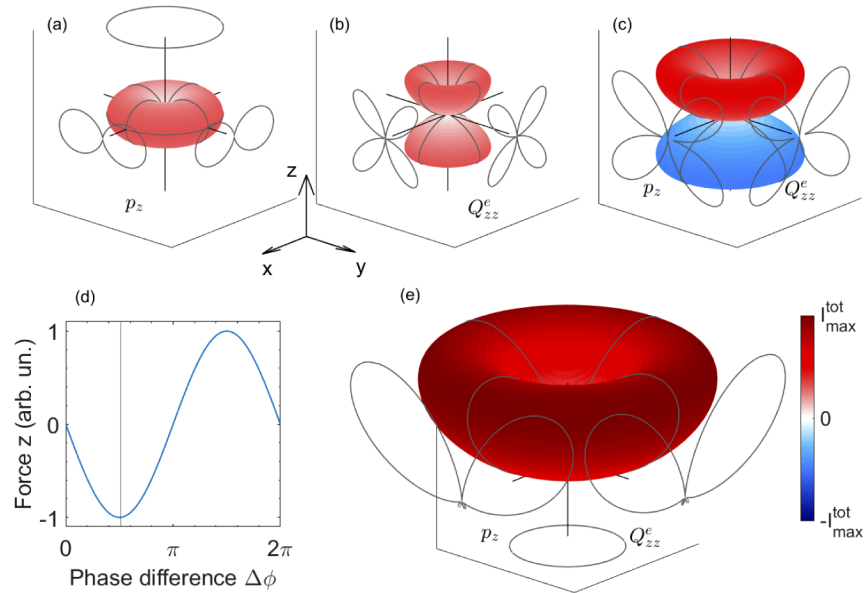 (a)
p_z
(b)
Q^e_zz
(c)
p_z
Q^e_zz
z
x
y
(d)
Force z (arb. un.)
1
0
-1
0
π
2π
Phase difference Δϕ
(e)
p_z
Q^e_zz
I^tot_max
0
-I^tot_max